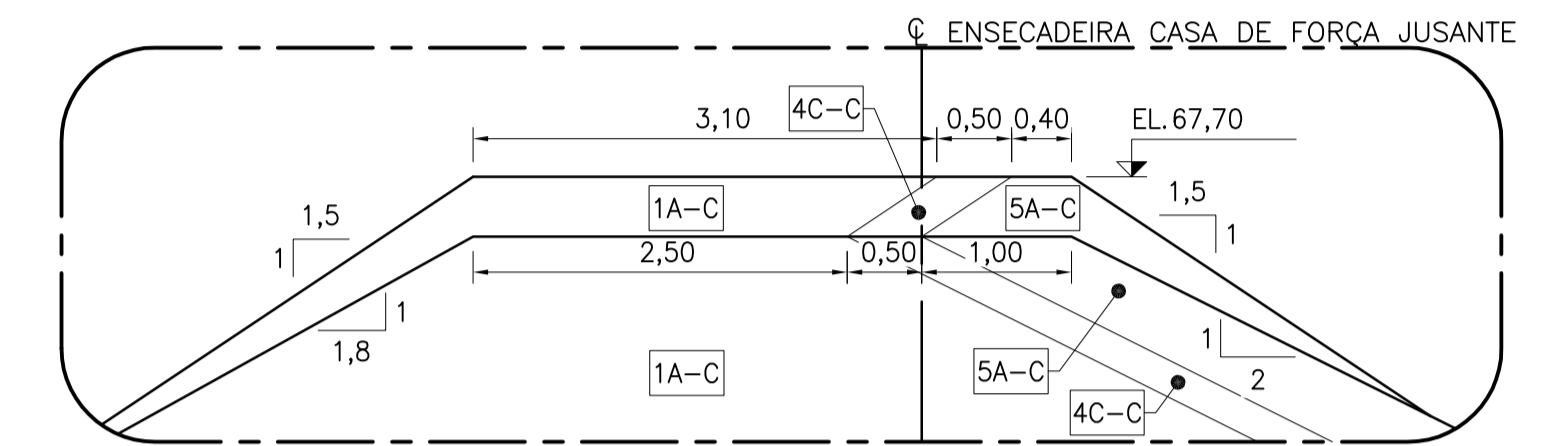 ℄ ENSECADEIRA CASA DE FORÇA JUSANTE
4C-C
3,10
0,50
0,40
EL.67,70
1A-C
5A-C
1,5
1
1,5
1
2,50
0,50
1,00
1
1,8
1
2
1A-C
5A-C
4C-C